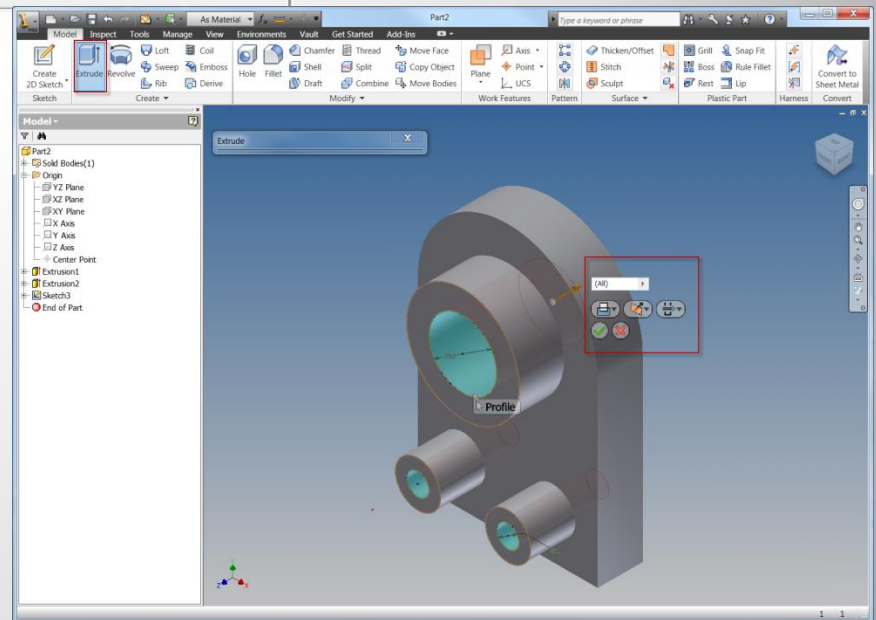 As Material
Part2
Type a keyword or phrase
PRO
Model Inspect Tools Manage View Environments Vault Get Started Add-Ins
Create
2D Sketch
Extrude
Revolve
Loft
Sweep
Rib
Coil
Emboss
Derive
Hole
Fillet
Chamfer
Shell
Draft
Thread
Split
Combine
Move Face
Copy Object
Move Bodies
Plane
Axis
Point
UCS
Thicken/Offset
Stitch
Sculpt
Grill
Boss
Rest
Snap Fit
Rule Fillet
Lip
Convert to
Sheet Metal
Sketch Create Modify Work Features Pattern Surface Plastic Part Harness Convert
Model
Part2
Solid Bodies(1)
Origin
YZ Plane
XZ Plane
XY Plane
X Axis
Y Axis
Z Axis
Center Point
Extrusion1
Extrusion2
Sketch3
End of Part
Extrude
(All)
Profile
Z
X
1 1